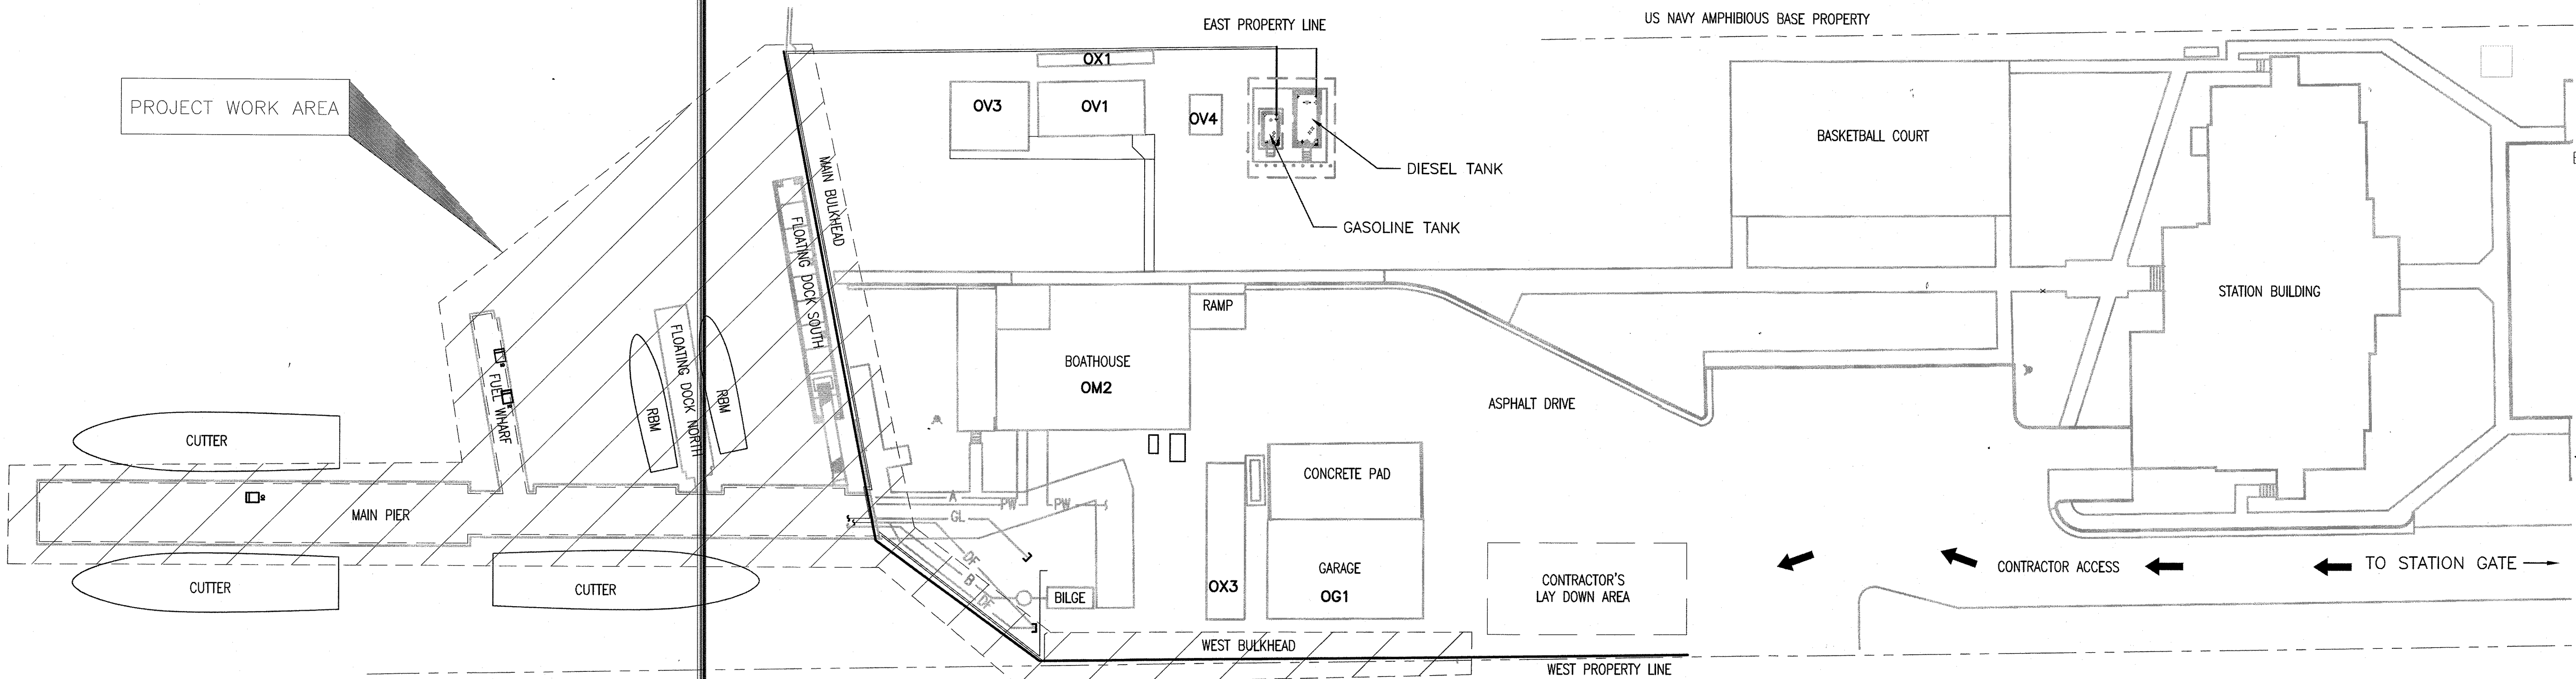 US NAVY AMPHIBIOUS BASE PROPERTY
EAST PROPERTY LINE
PROJECT WORK AREA
OX1
OV3
OV1
OV4
BASKETBALL COURT
DIESEL TANK
GASOLINE TANK
MAIN BULKHEAD
FLOATING DOCK SOUTH
STATION BUILDING
RAMP
BOATHOUSE
OM2
ASPHALT DRIVE
FUEL WHARF
FLOATING DOCK NORTH
RBM
RBM
CUTTER
CONCRETE PAD
MAIN PIER
A
PW
PW
GL
DF
B
DF
BILGE
OX3
GARAGE
OG1
CONTRACTOR'S
LAY DOWN AREA
CONTRACTOR ACCESS
TO STATION GATE
CUTTER
CUTTER
WEST BULKHEAD
WEST PROPERTY LINE